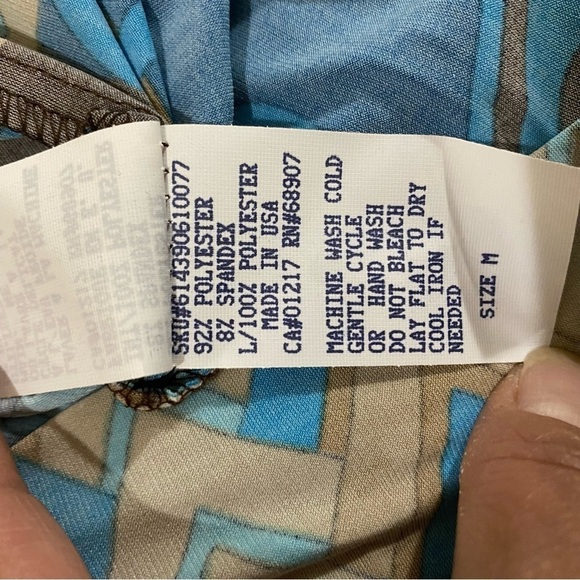 SKU#614390610077
92% POLYESTER
8% SPANDEX
L/100% POLYESTER
MADE IN USA
CA#01217 RN#68907
MACHINE WASH COLD
GENTLE CYCLE
OR HAND WASH
DO NOT BLEACH
LAY FLAT TO DRY
COOL IRON IF
NEEDED
SIZE M